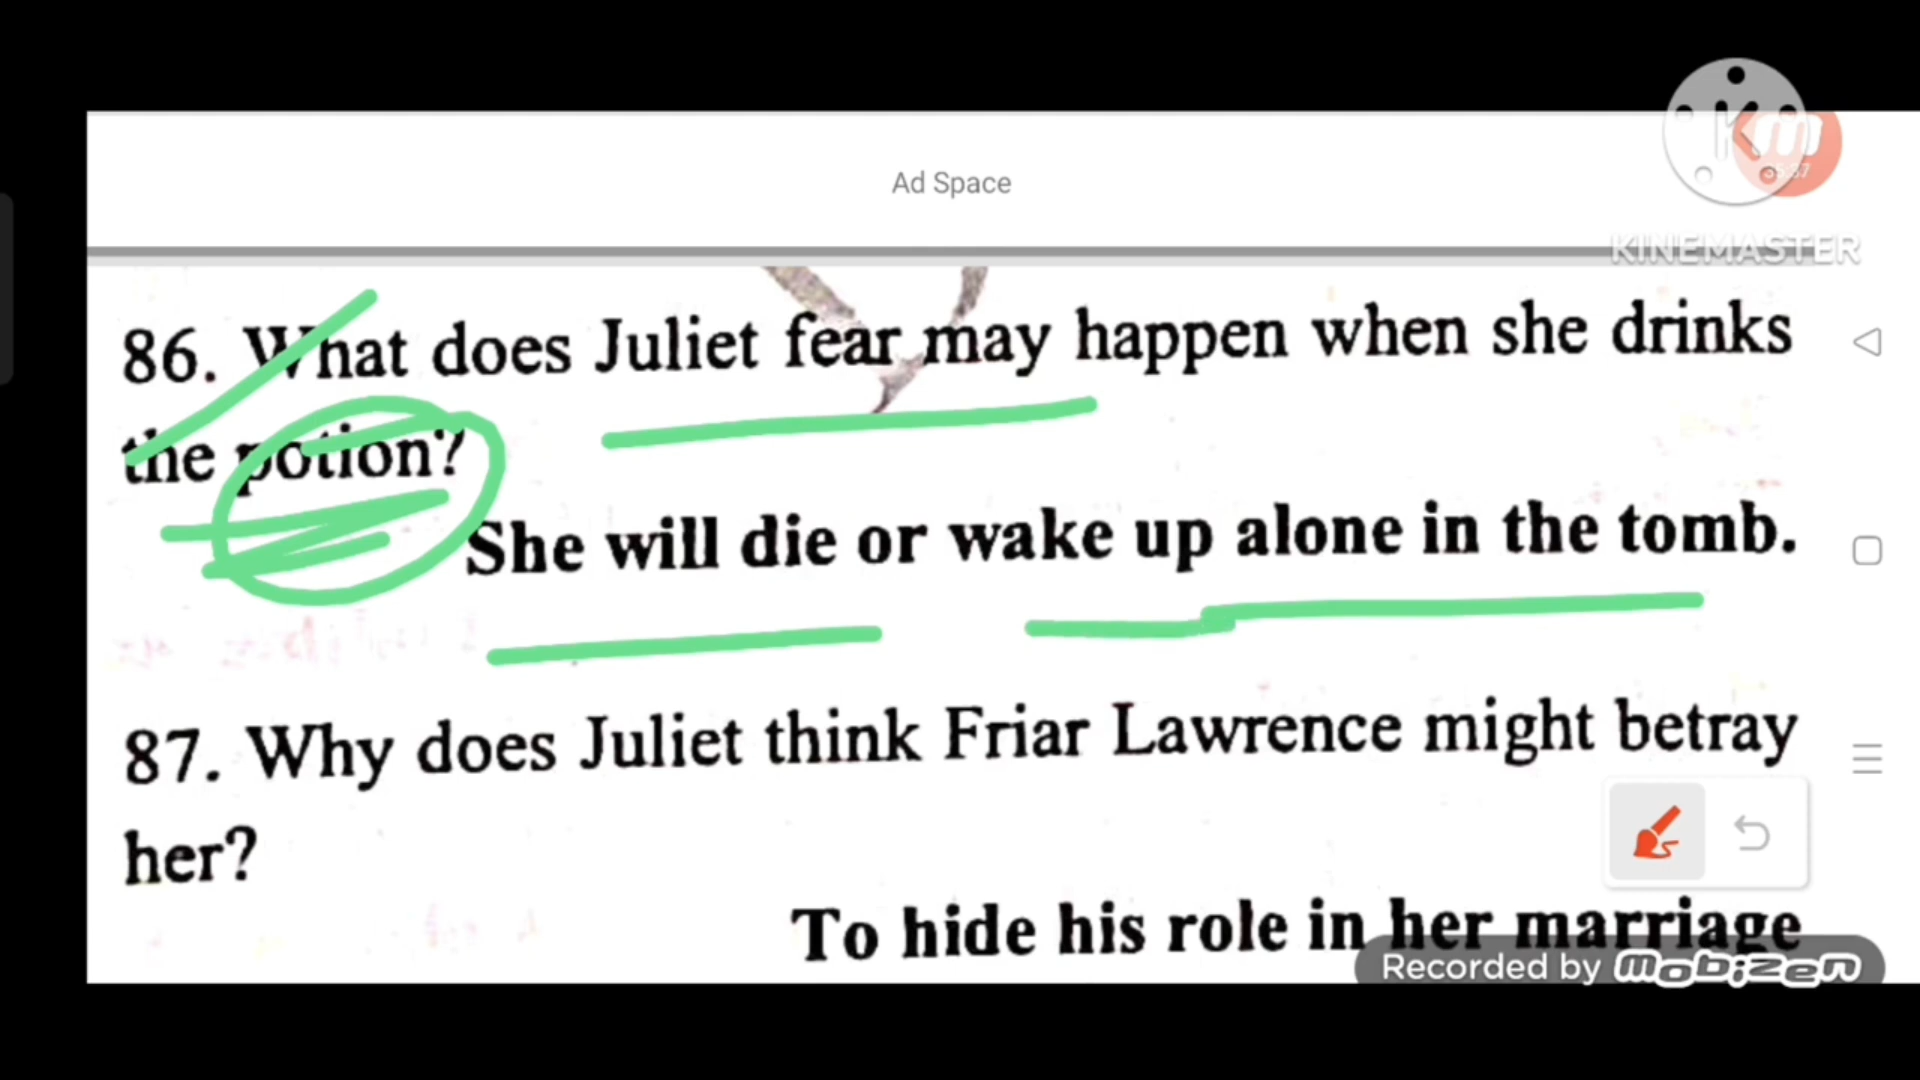 Ad Space
KINEMASTER
86. What does Juliet fear may happen when she drinks
the potion?
She will die or wake up alone in the tomb.
87. Why does Juliet think Friar Lawrence might betray
her?
To hide his role in her marriage
Recorded by mobizen